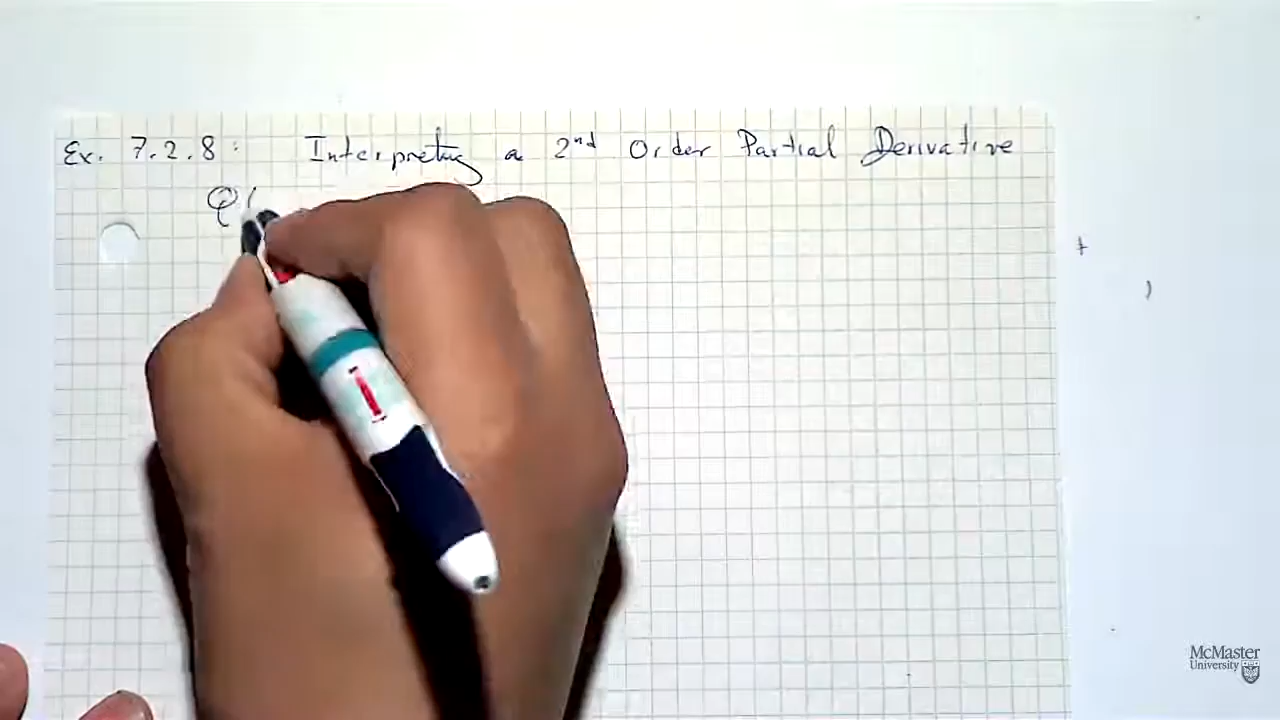 Ex. 7.2.8: Interpreting a 2nd Order Partial Derivative
Q(
McMaster
University